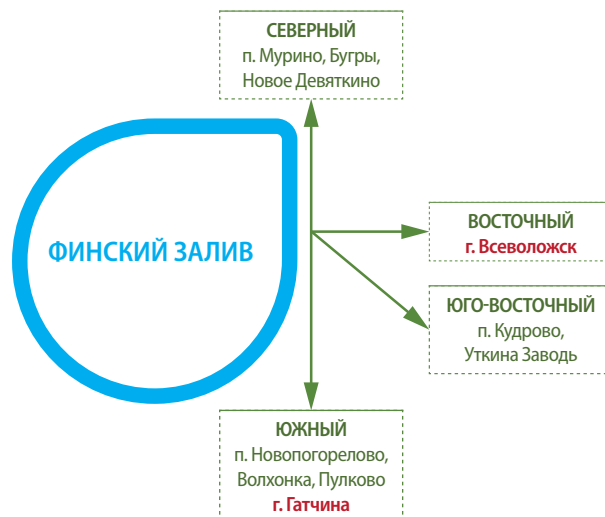 СЕВЕРНЫЙ
п. Мурино, Бугры,
Новое Девяткино
ФИНСКИЙ ЗАЛИВ
ВОСТОЧНЫЙ
г. Всеволожск
ЮГО-ВОСТОЧНЫЙ
п. Кудрово,
Уткина Заводь
ЮЖНЫЙ
п. Новопогорелово,
Волхонка, Пулково
г. Гатчина